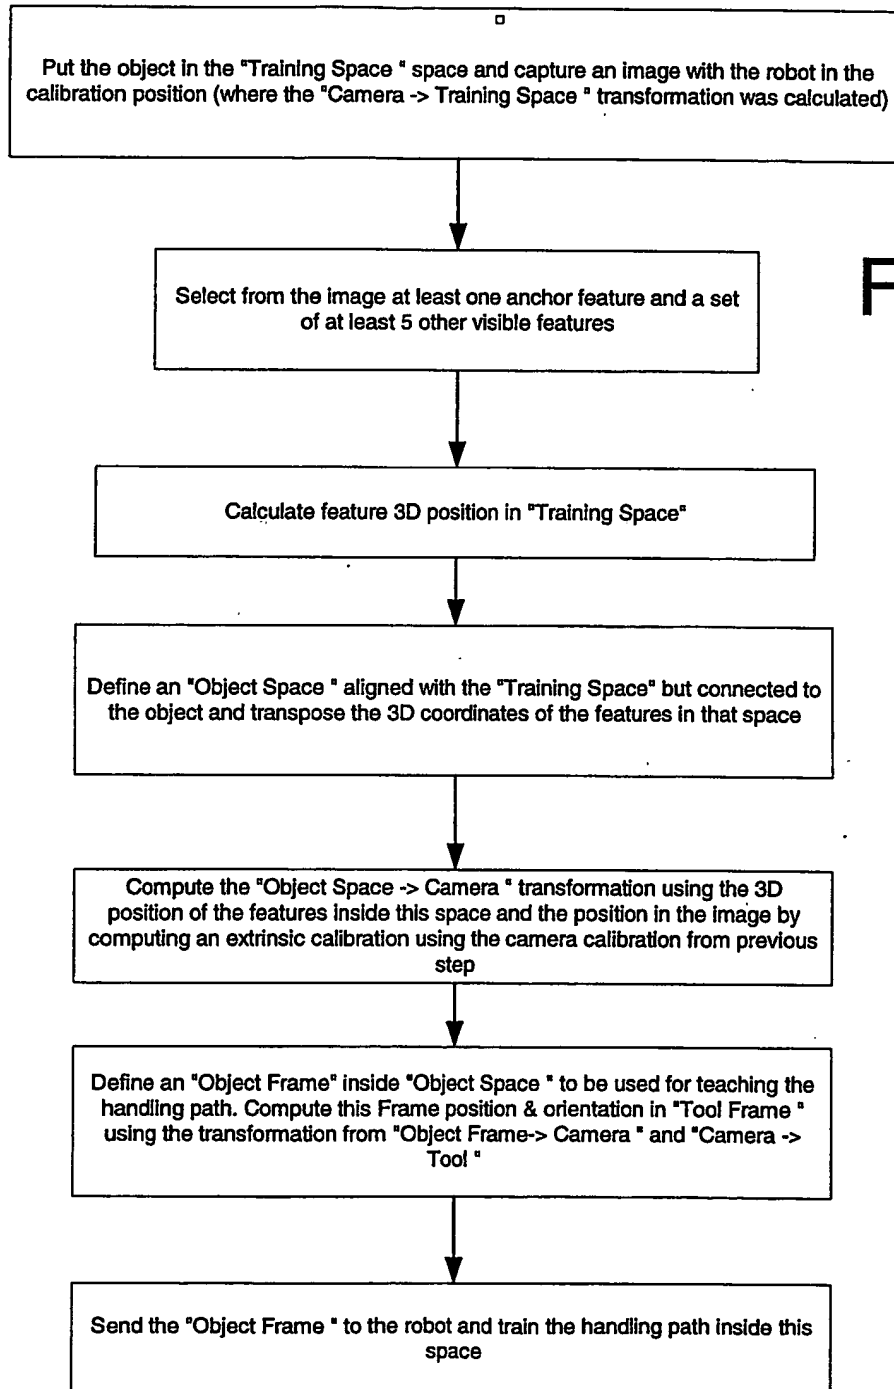 Put the object in the "Training Space " space and capture an image with the robot in the
calibration position (where the "Camera -> Training Space " transformation was calculated)
F
Select from the image at least one anchor feature and a set
of at least 5 other visible features
Calculate feature 3D position in "Training Space"
Define an "Object Space " aligned with the "Training Space" but connected to
the object and transpose the 3D coordinates of the features in that space
Compute the "Object Space -> Camera " transformation using the 3D
position of the features inside this space and the position in the image by
computing an extrinsic calibration using the camera calibration from previous
step
Define an "Object Frame" inside "Object Space " to be used for teaching the
handling path. Compute this Frame position & orientation in "Tool Frame "
using the transformation from "Object Frame-> Camera " and "Camera ->
Tool "
Send the "Object Frame " to the robot and train the handling path inside this
space